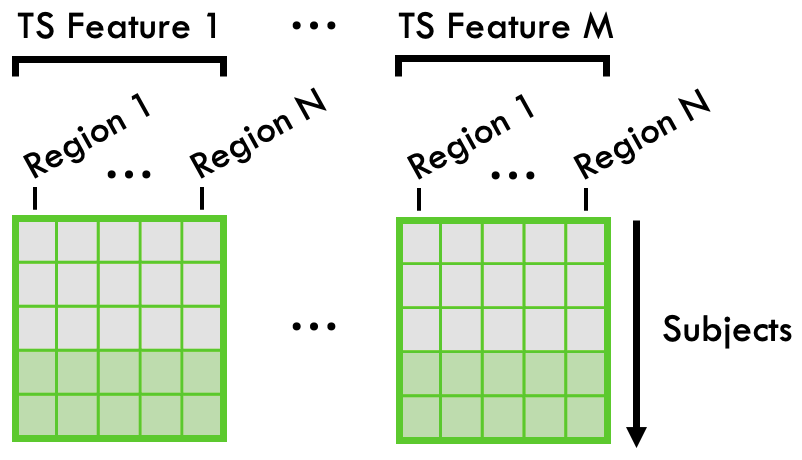 TS Feature 1 ... TS Feature M
Region 1 ... Region N Region 1 ... Region N
...
Subjects